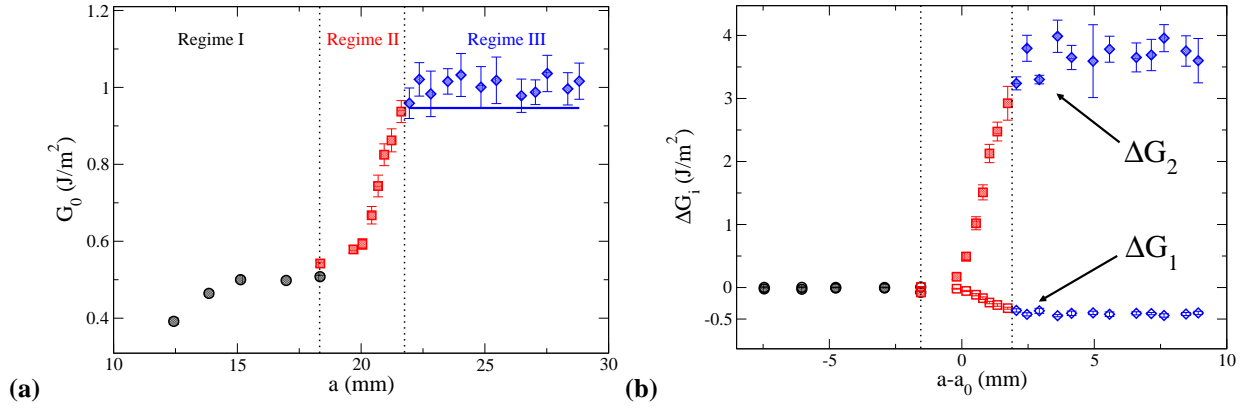 Regime I
Regime II
Regime III
1.2
1
0.8
0.6
0.4
G₀ (J/m²)
10
15
20
25
30
a (mm)
(a)
4
3
2
1
0
-0.5
ΔGᵢ (J/m²)
ΔG₂
ΔG₁
-5
0
5
10
a-a₀ (mm)
(b)